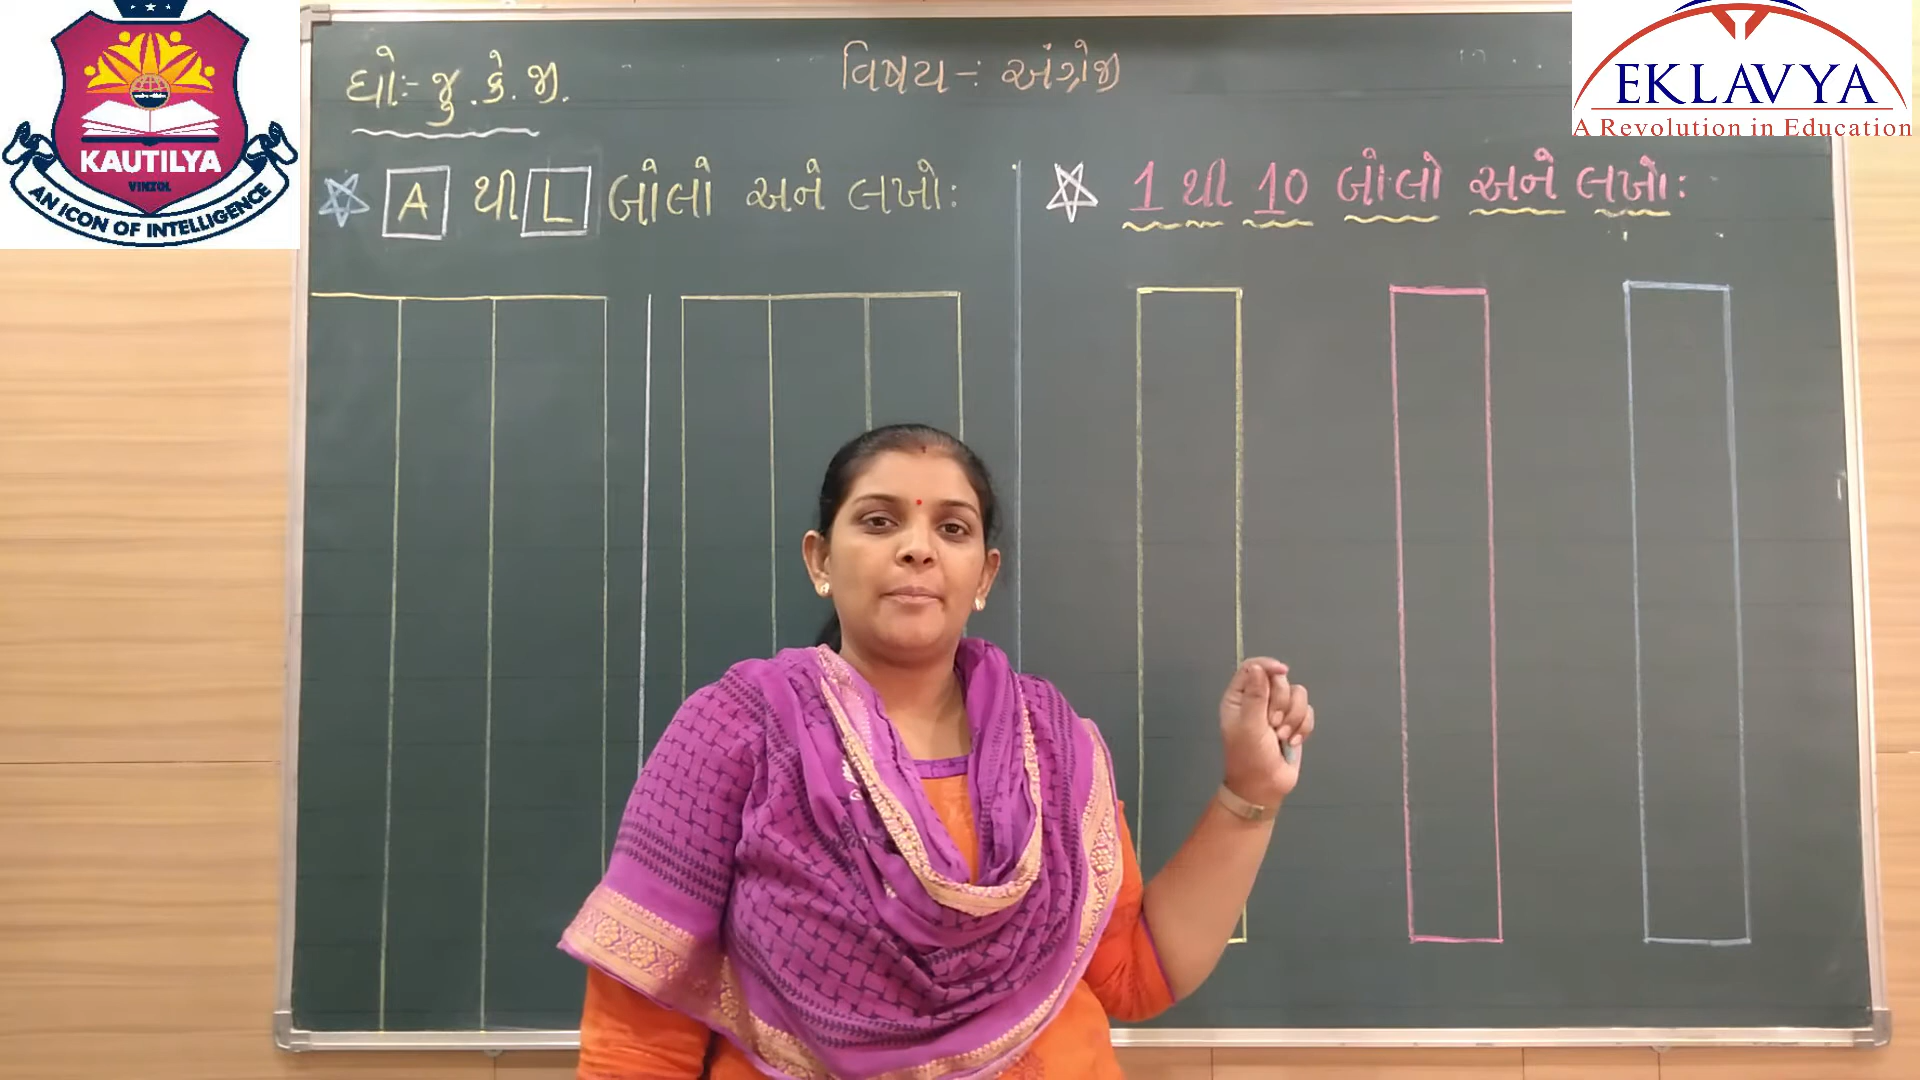 KAUTILYA
VINZOL
AN ICON OF INTELLIGENCE
EKLAVYA
A Revolution in Education
ધો:- જુ. કે. જી.
વિષય -: અંગ્રેજી
A થી L બોલો અને લખો:
1 થી 10 બોલો અને લખો: